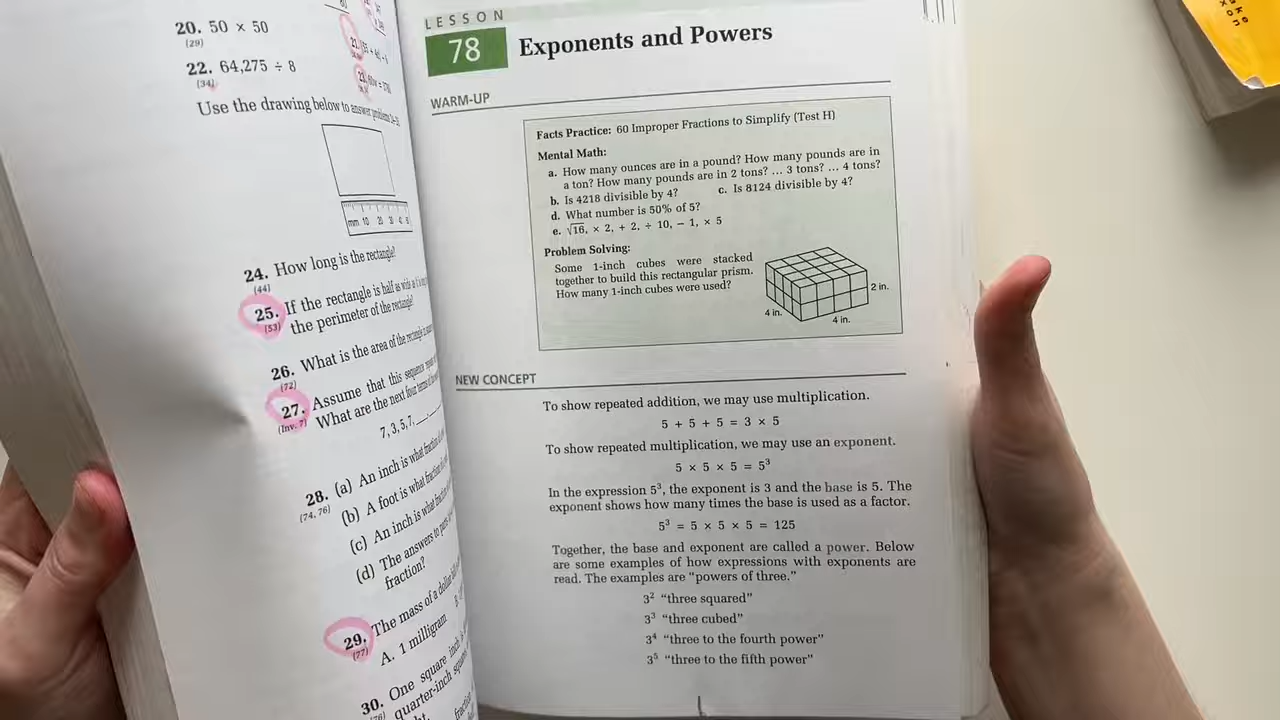 20. 50 × 50
(29)
22. 64,275 ÷ 8
(34)
Use the drawing below to answer problems
mm 10 20 30 40
24. How long is the rectangle?
(44)
25. If the rectangle is half as wide as
(53) the perimeter of the rectangle?
26. What is the area of the rectangle
(72)
27. Assume that this sequence
(Inv. 7) What are the next four terms
7, 3, 5, 7,
28. (a) An inch is what fraction
(74, 76) (b) A foot is what fraction
(c) An inch is what fraction
(d) The answers to parts
fraction?
29. The mass of a dollar
(77) A. 1 milligram
30. One square inch
quarter-inch
LESSON
78 Exponents and Powers
WARM-UP
Facts Practice: 60 Improper Fractions to Simplify (Test H)
Mental Math:
a. How many ounces are in a pound? How many pounds are in
a ton? How many pounds are in 2 tons? … 3 tons? … 4 tons?
b. Is 4218 divisible by 4? c. Is 8124 divisible by 4?
d. What number is 50% of 5?
e. √16, × 2, + 2, ÷ 10, − 1, × 5
Problem Solving:
Some 1-inch cubes were stacked
together to build this rectangular prism.
How many 1-inch cubes were used?
2 in.
4 in.
4 in.
NEW CONCEPT
To show repeated addition, we may use multiplication.
5 + 5 + 5 = 3 × 5
To show repeated multiplication, we may use an exponent.
5 × 5 × 5 = 5³
In the expression 5³, the exponent is 3 and the base is 5. The
exponent shows how many times the base is used as a factor.
5³ = 5 × 5 × 5 = 125
Together, the base and exponent are called a power. Below
are some examples of how expressions with exponents are
read. The examples are “powers of three.”
3² “three squared”
3³ “three cubed”
3⁴ “three to the fourth power”
3⁵ “three to the fifth power”